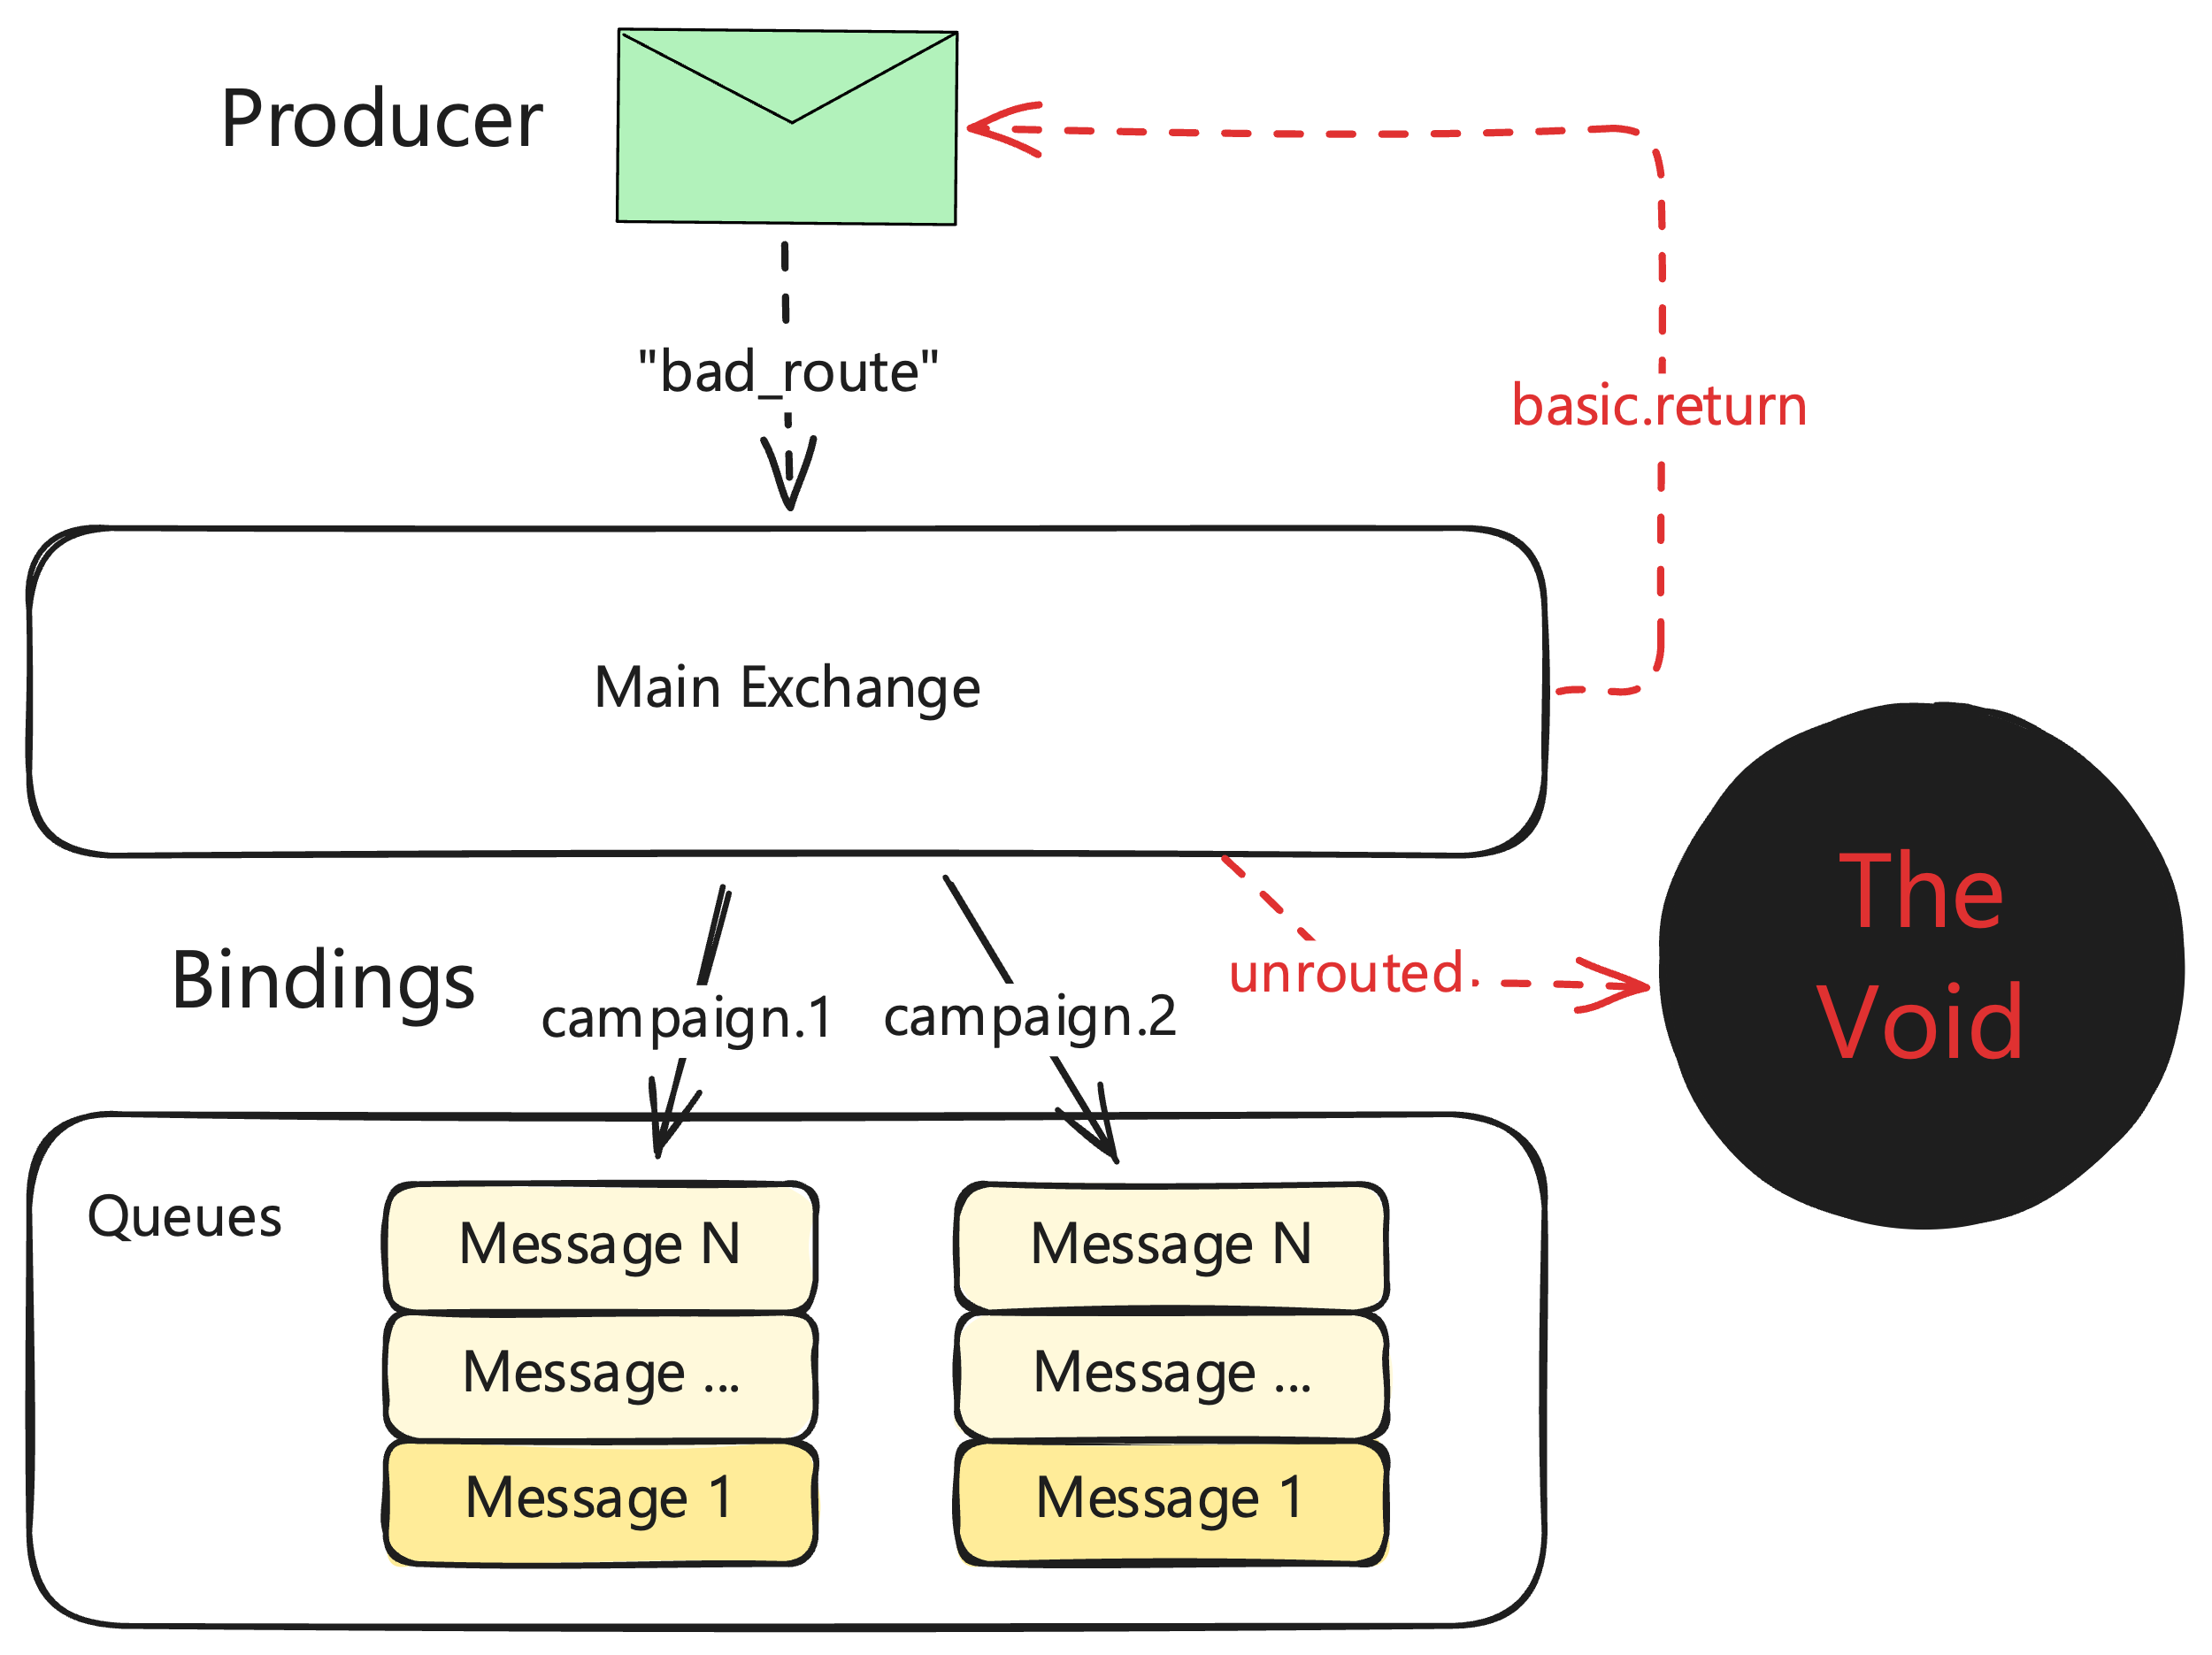 Producer
"bad_route"
basic.return
Main Exchange
The
Void
Bindings
campaign.1
campaign.2
unrouted
Queues
Message N
Message ...
Message 1
Message N
Message ...
Message 1